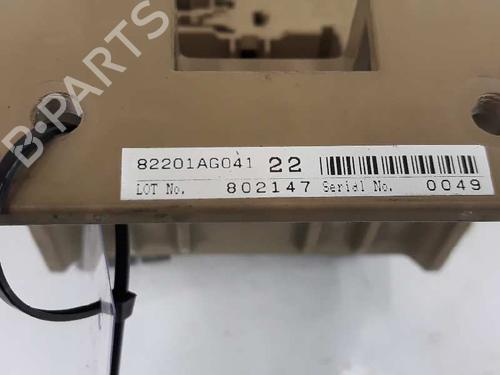 B-PARTS
82201AG041 22
LOT No. 802147 Serial No. 0049